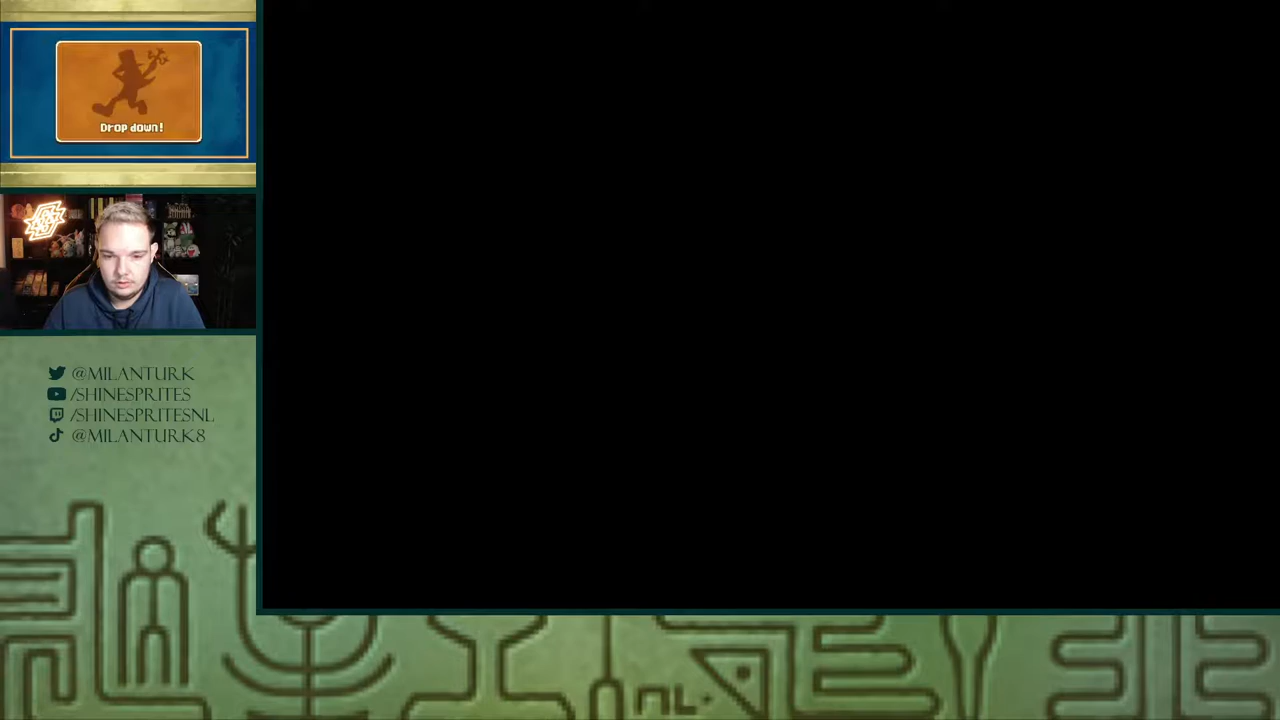 Drop down!
@MILANTURK
/SHINESPRITES
/SHINESPRITESNL
@MILANTURK8